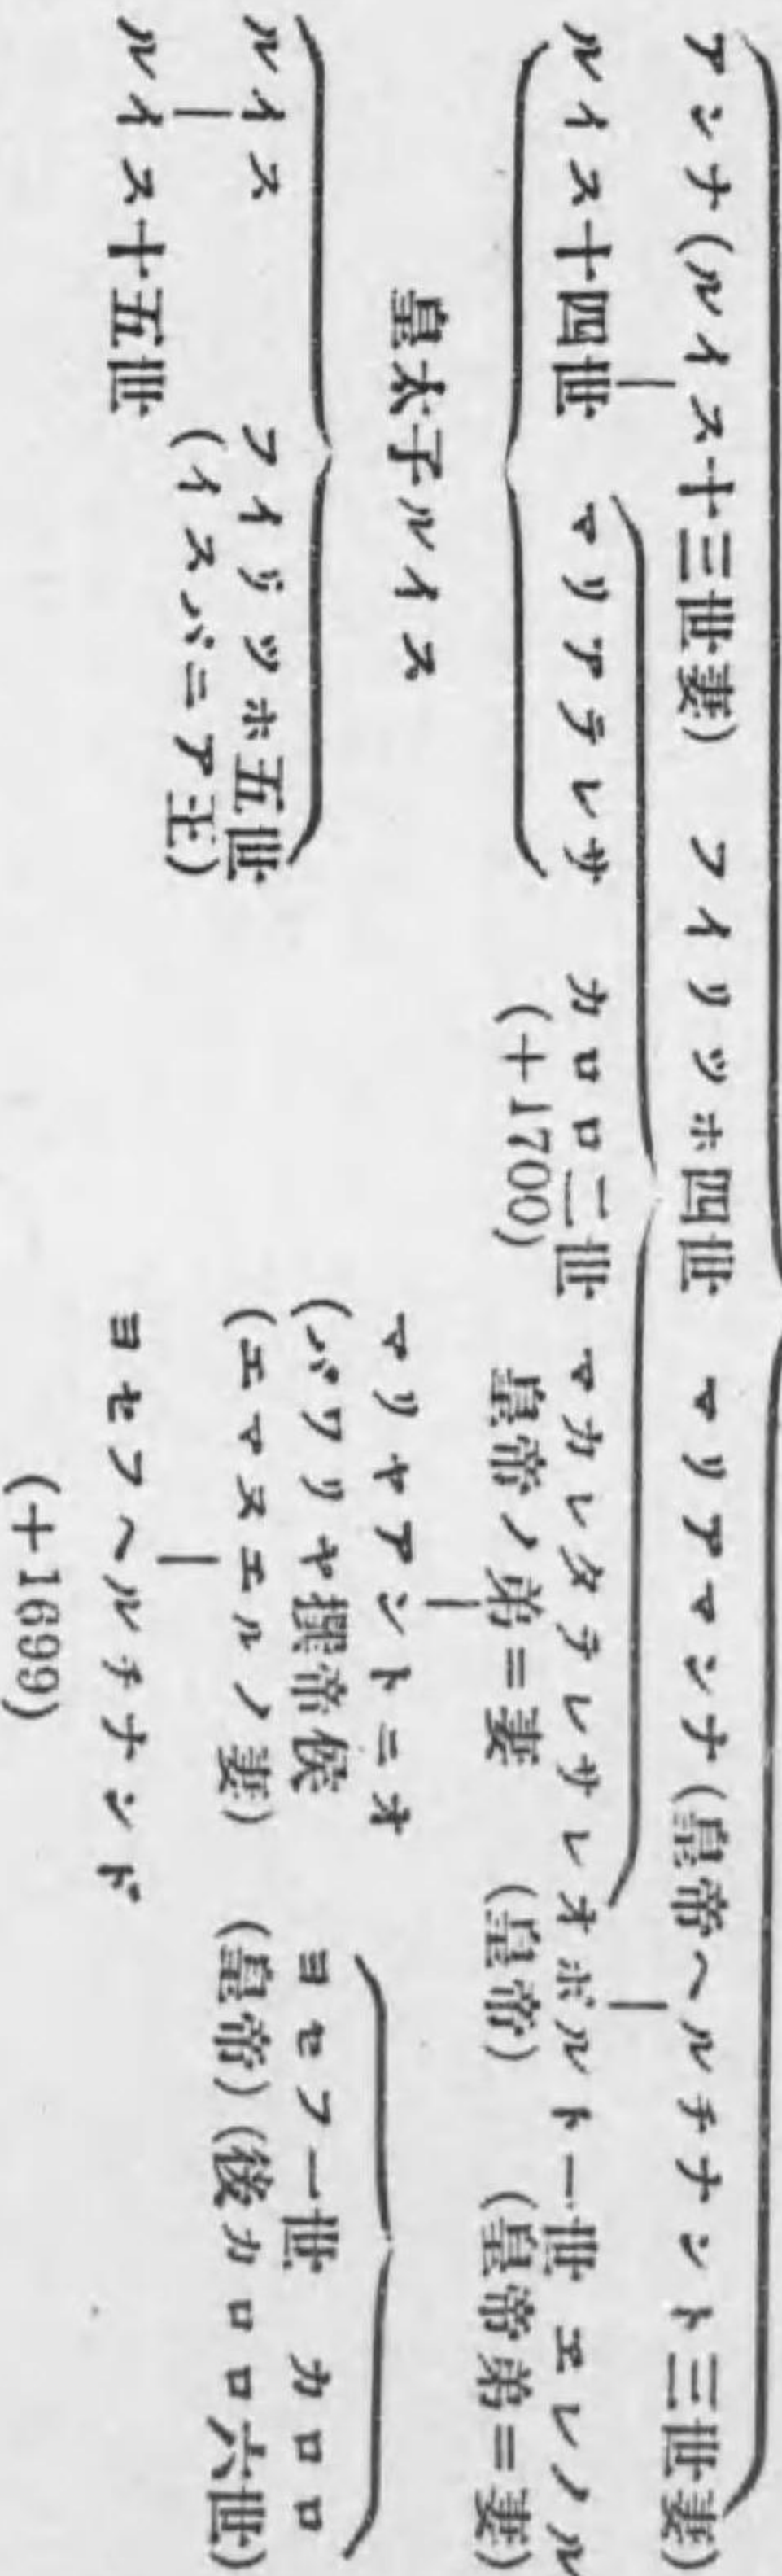 アンナ(ルイス十三世妻) フイリツホ四世 マリアマンナ(皇帝ヘルチナント三世妻)
ルイス十四世 マリアテレサ カロロ二世 マカレタテレサ レオポルト一世 エレノル
(+1700) 皇帝ノ弟=妻 (皇帝) (皇帝弟=妻)
皇太子ルイス マリヤアントニオ
(バワリヤ撰帝侯
ルイス フイリツホ五世 (エマヌエルノ妻) ヨセフ一世 カロロ
(イスパニア王) (皇帝) (後カロロ六世)
ルイス十五世 ヨセフヘルチナンド
(+1699)